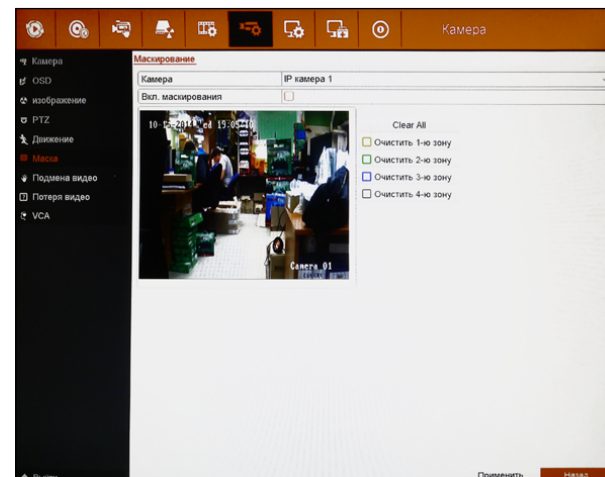 Камера
Камера
OSD
изображение
PTZ
Движение
Маска
Подмена видео
Потеря видео
VCA
Маскирование
Камера IP камера 1
Вкл. маскирования
Camera 01
Clear All
Очистить 1-ю зону
Очистить 2-ю зону
Очистить 3-ю зону
Очистить 4-ю зону
Применить Назад